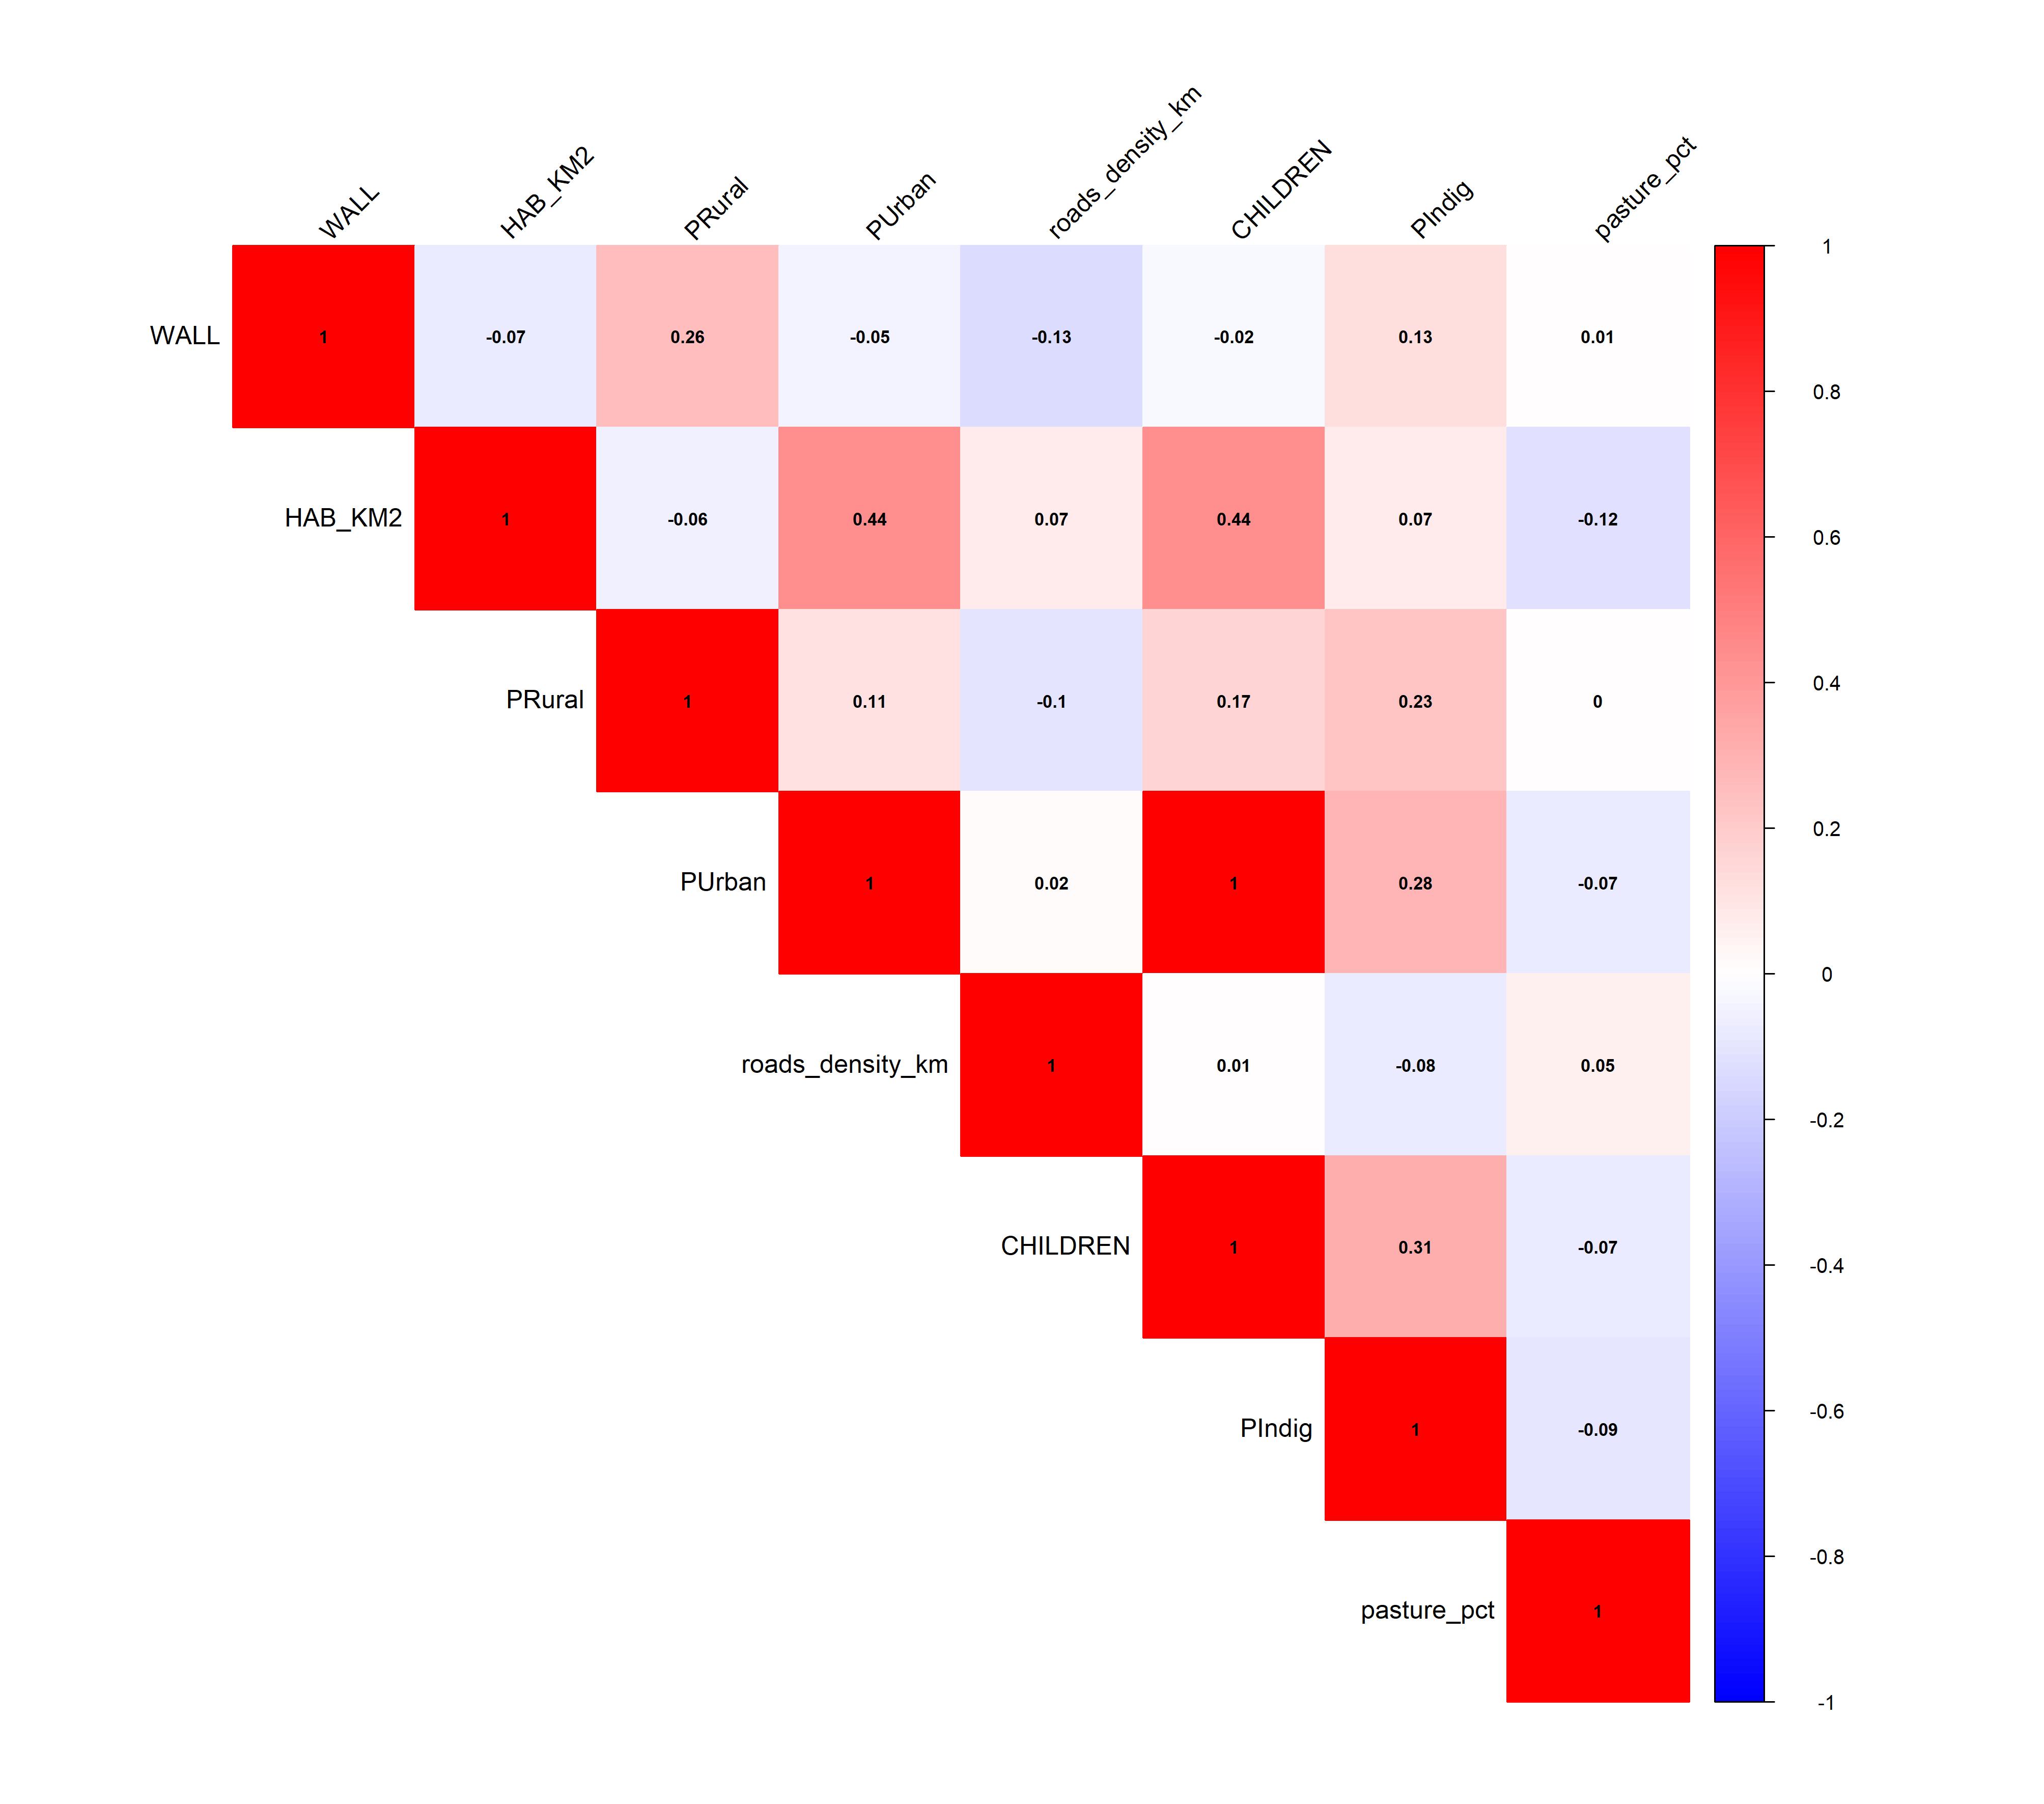 WALL HAB_KM2 PRural PUrban roads_density_km CHILDREN PIndig pasture_pct
WALL 1 -0.07 0.26 -0.05 -0.13 -0.02 0.13 0.01
HAB_KM2 1 -0.06 0.44 0.07 0.44 0.07 -0.12
PRural 1 0.11 -0.1 0.17 0.23 0
PUrban 1 0.02 1 0.28 -0.07
roads_density_km 1 0.01 -0.08 0.05
CHILDREN 1 0.31 -0.07
PIndig 1 -0.09
pasture_pct 1
1
0.8
0.6
0.4
0.2
0
-0.2
-0.4
-0.6
-0.8
-1